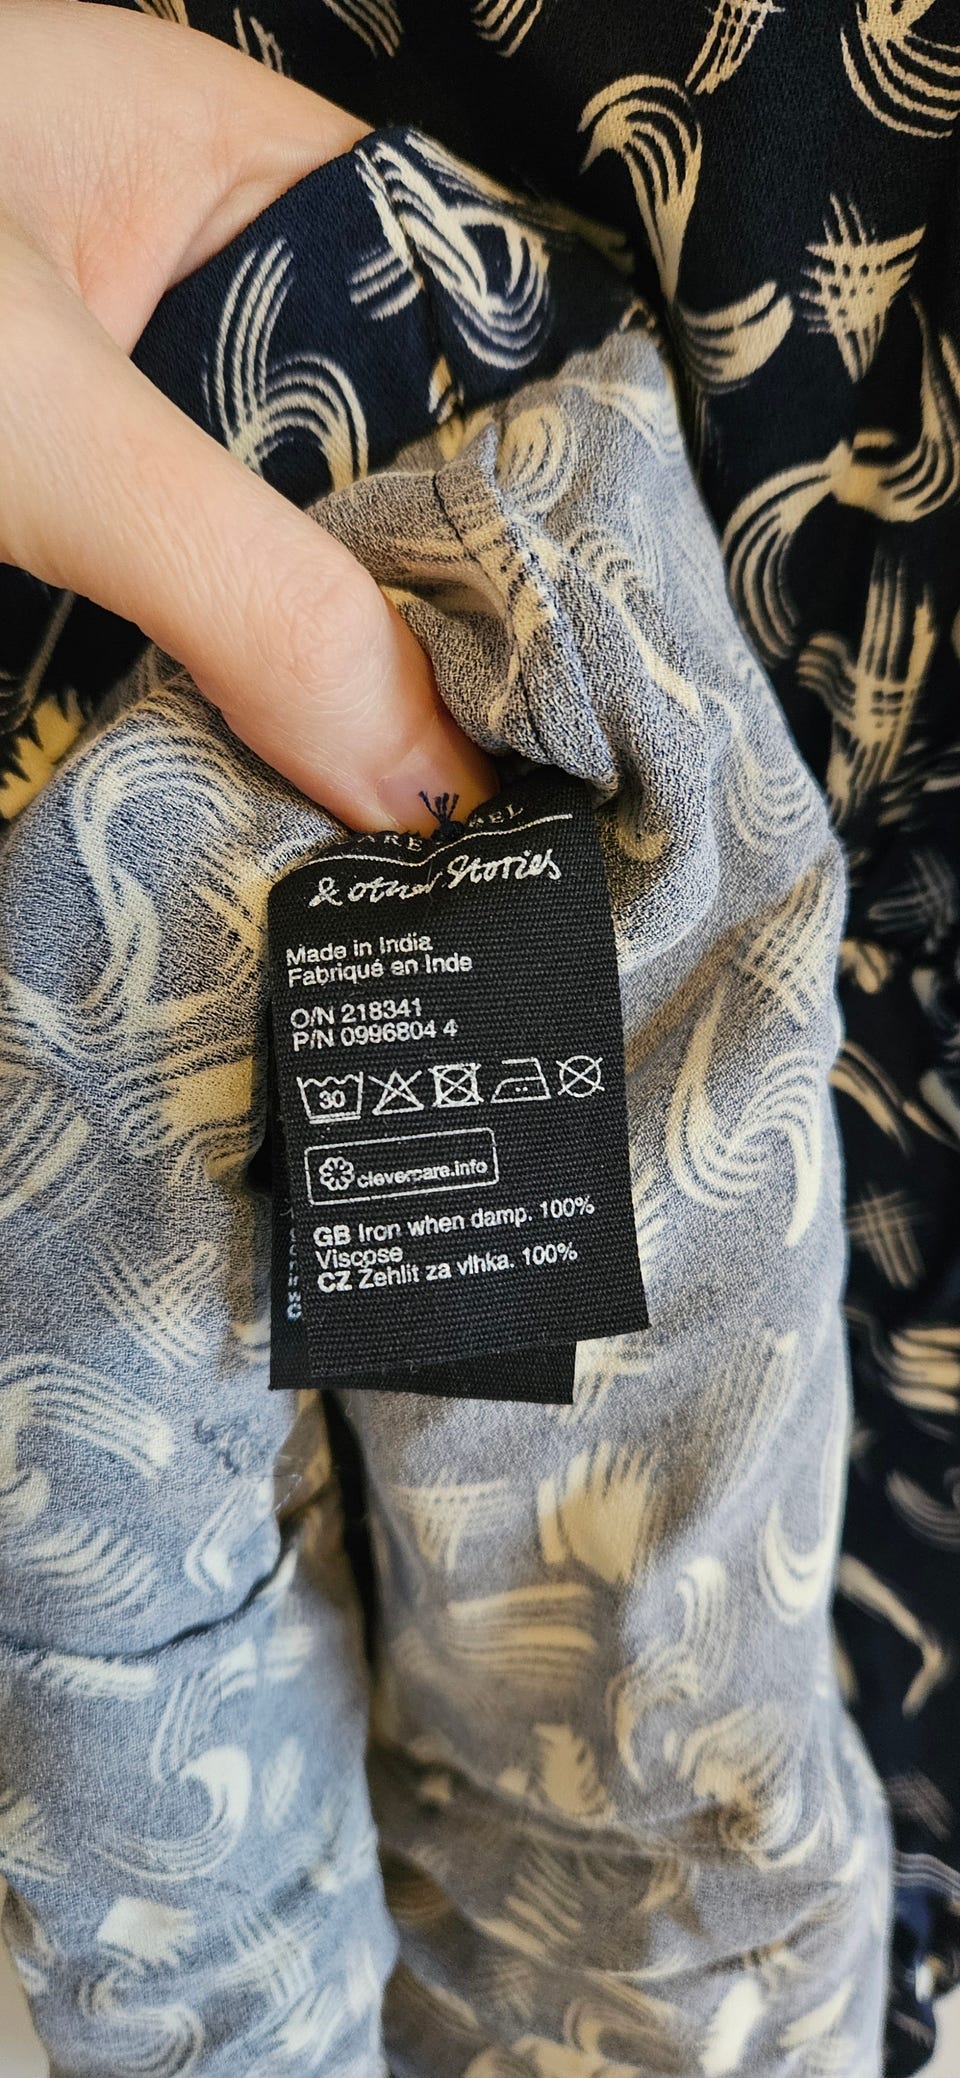 & other Stories
Made in India
Fabriqué en Inde
O/N 218341
P/N 0996804 4
30
clevercare.info
GB Iron when damp. 100%
Viscose
CZ Žehlit za vlhka. 100%